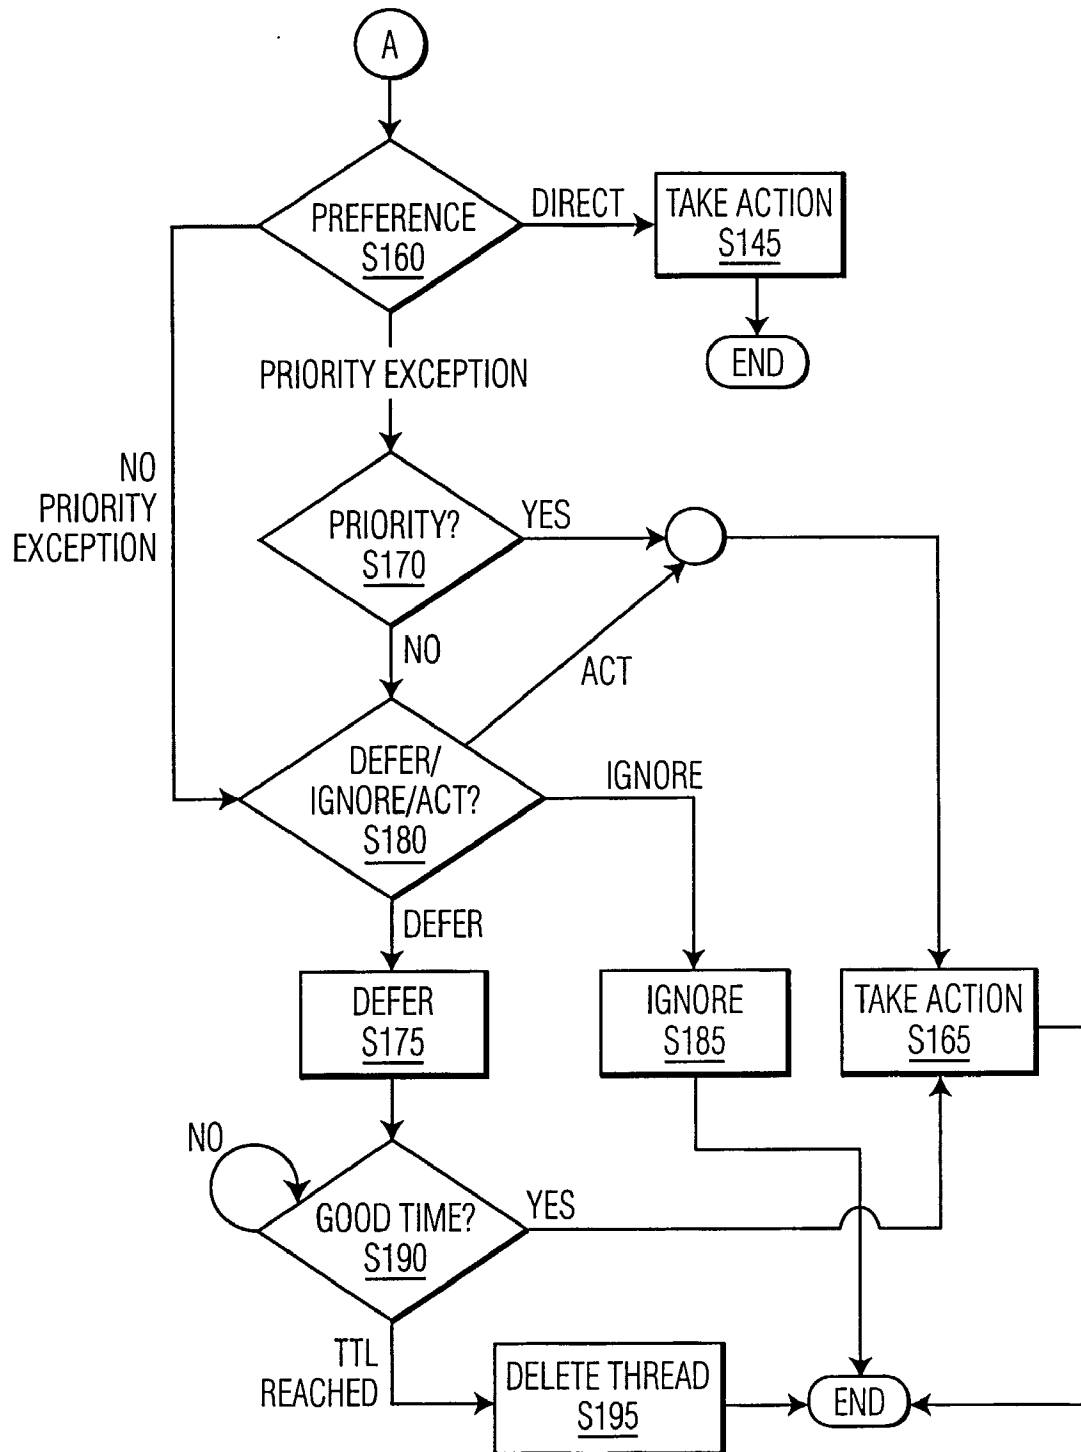 A
PREFERENCE
S160
DIRECT
TAKE ACTION
S145
END
PRIORITY EXCEPTION
NO
PRIORITY
EXCEPTION
PRIORITY?
S170
YES
NO
ACT
DEFER/
IGNORE/ACT?
S180
IGNORE
DEFER
DEFER
S175
IGNORE
S185
TAKE ACTION
S165
NO
GOOD TIME?
S190
YES
TTL
REACHED
DELETE THREAD
S195
END